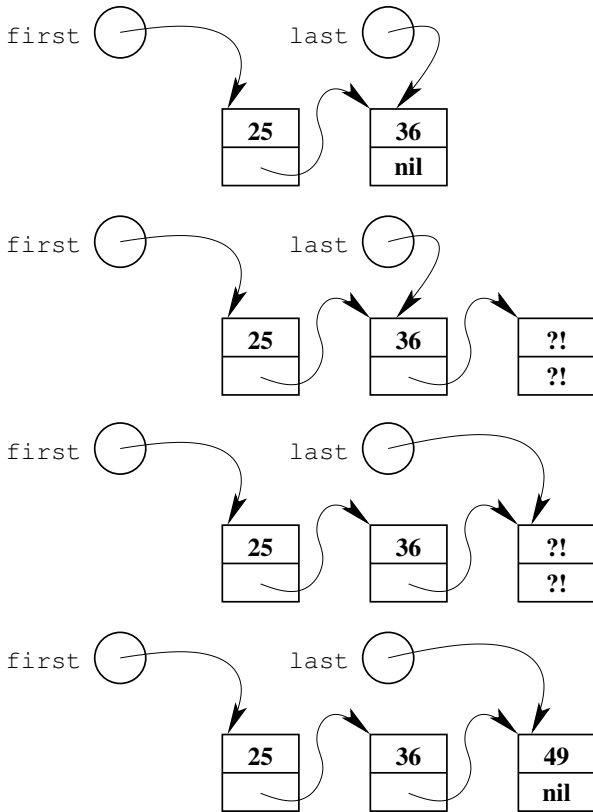 first last
25 36
nil
first last
25 36 ?!
?!
first last
25 36 ?!
?!
first last
25 36 49
nil